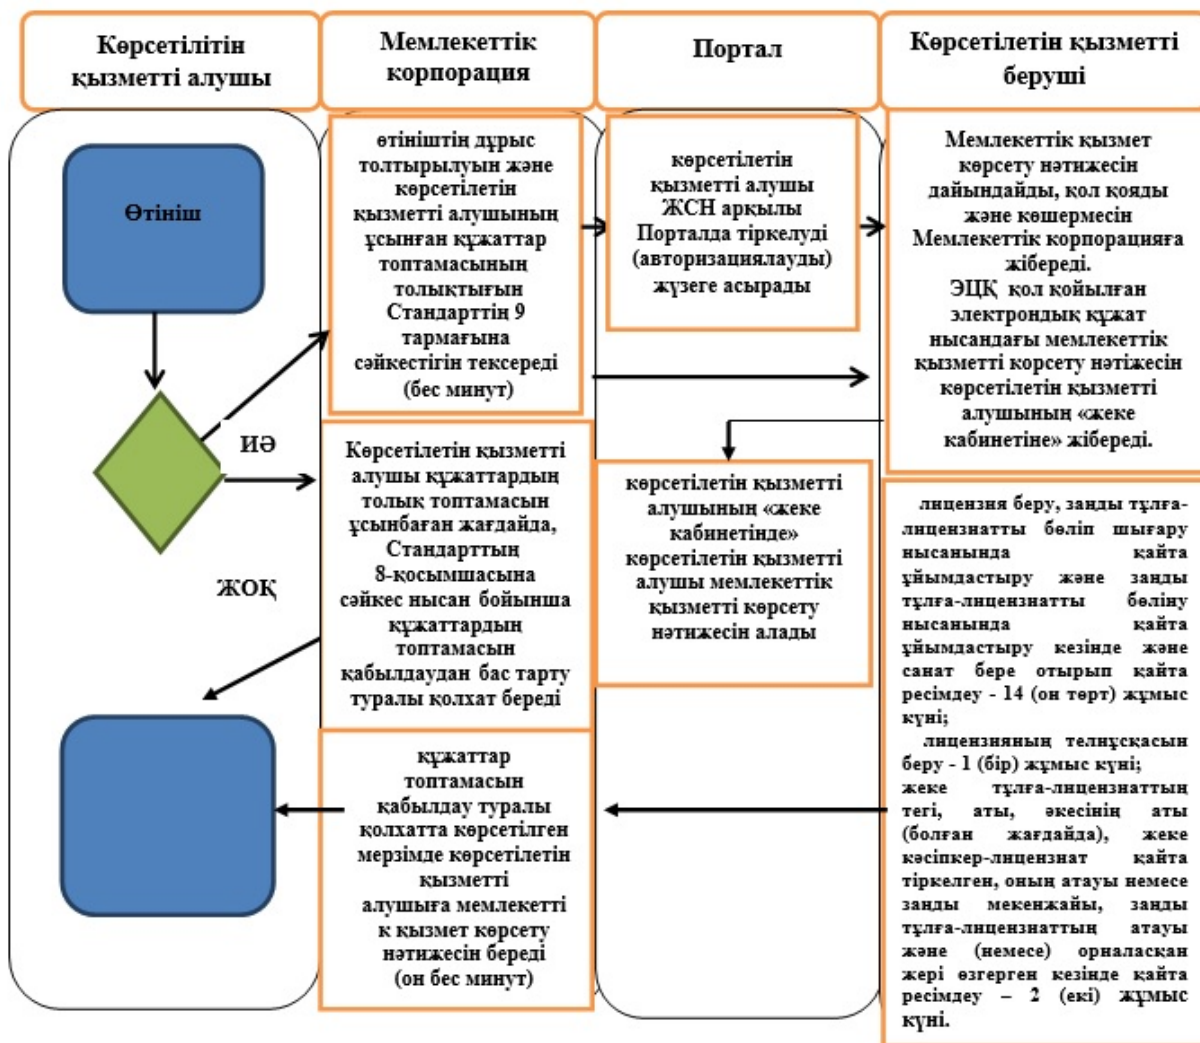 Көрсетілітін
қызметті алушы
Мемлекеттік
корпорация
Портал
Көрсетілетін қызметті
беруші
Өтініш
ИӘ
ЖОҚ
өтініштің дұрыс
толтырылуын және
көрсетілетін
қызметті алушының
ұсынған құжаттар
топтамасының
толықтығын
Стандарттің 9
тармағына
сәйкестігін тексереді
(бес минут)
Көрсетілетін қызметті
алушы құжаттардың
толық топтамасын
ұсынбаған жағдайда,
Стандарттың
8-қосымшасына
сәйкес нысан бойынша
құжаттардың
топтамасын
қабылдаудан бас тарту
туралы қолхат береді
құжаттар
топтамасын
қабылдау туралы
қолхатта көрсетілген
мерзімде көрсетілетін
қызметті
алушыға мемлекетті
к қызмет көрсету
нәтижесін береді
(он бес минут)
көрсетілетін
қызметті алушы
ЖСН арқылы
Порталда тіркелуді
(авторизациялауды)
жүзеге асырады
көрсетілетін қызметті
алушының «жеке
кабинетінде»
көрсетілетін қызметті
алушы мемлекеттік
қызметті көрсету
нәтижесін алады
Мемлекеттік қызмет
көрсету нәтижесін
дайындайды, қол қояды
және көшермесін
Мемлекеттік корпорацияға
жібереді.
ЭЦҚ қол қойылған
электрондық құжат
нысандағы мемлекеттік
қызметті корсету нәтіжесін
көрсетілетін қызметті
алушының «жеке
кабинетіне» жібереді.
лицензия беру, заңды тұлға-
лицензнатты бөліп шығару
нысанында қайта
ұйымдастыру және заңды
тұлға-лицензнатты бөліну
нысанында қайта
ұйымдастыру кезінде және
санат бере отырып қайта
ресімдеу - 14 (он төрт) жұмыс
күні;
лицензияның телнұсқасын
беру - 1 (бір) жұмыс күні;
жеке тұлға-лицензнаттың
тегі, аты, әкесінің аты
(болған жағдайда), жеке
кәсіпкер-лицензнат қайта
тіркелген, оның атауы немесе
заңды мекенжайы, заңды
тұлға-лицензнаттың атауы
және (немесе) орналасқан
жері өзгерген кезінде қайта
ресімдеу – 2 (екі) жұмыс
күні.